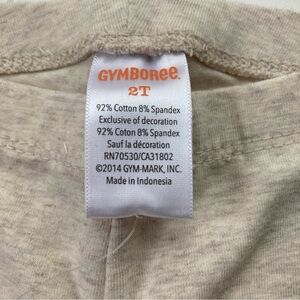 GYMBOREE.
2T
92% Cotton 8% Spandex
Exclusive of decoration
92% Coton 8% Spandex
Sauf la décoration
RN70530/CA31802
©2014 GYM-MARK, INC.
Made in Indonesia